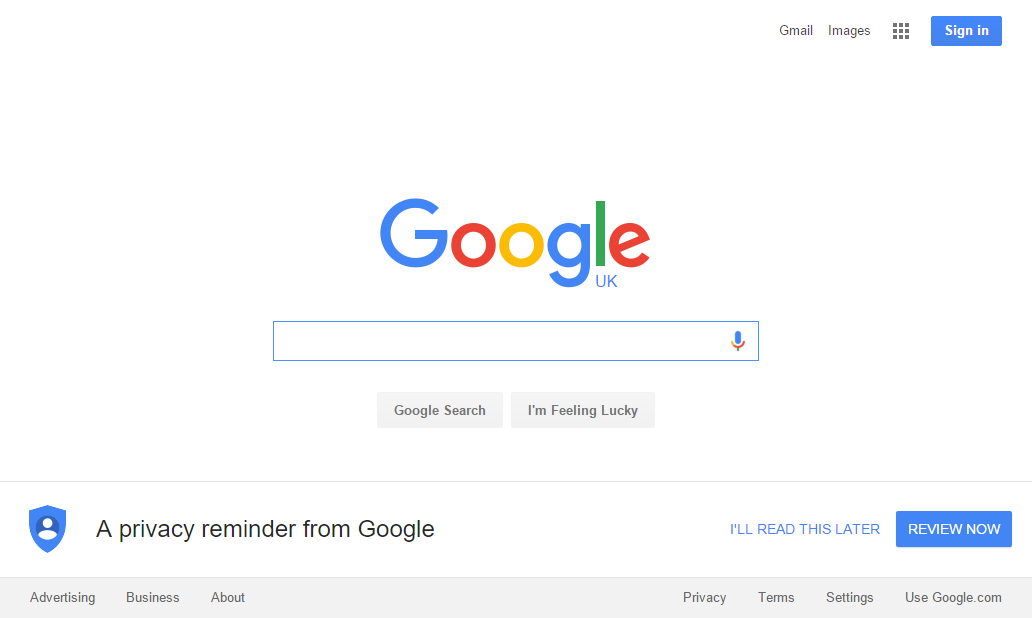 Gmail Images Sign in
Google
UK
Google Search I'm Feeling Lucky
A privacy reminder from Google I'LL READ THIS LATER REVIEW NOW
Advertising Business About Privacy Terms Settings Use Google.com